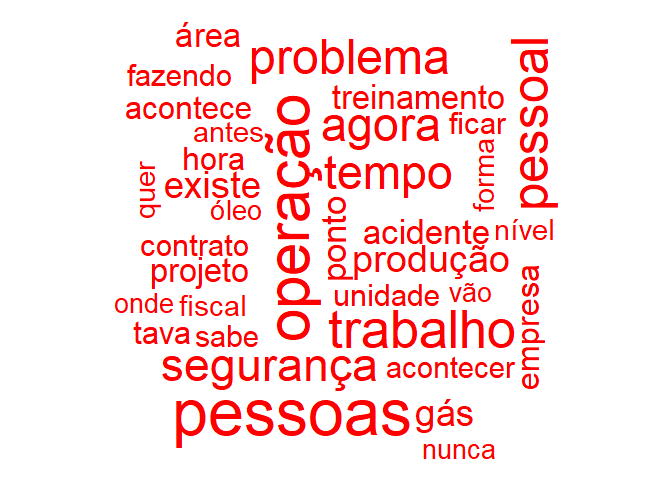 área
problema
pessoal
fazendo
treinamento
acontece
agora
ficar
antes
operação
hora
tempo
forma
existe
quer
óleo
ponto
acidente
nível
contrato
produção
projeto
unidade
vão
onde
fiscal
empresa
tava
sabe
trabalho
segurança
acontecer
pessoas
gás
nunca